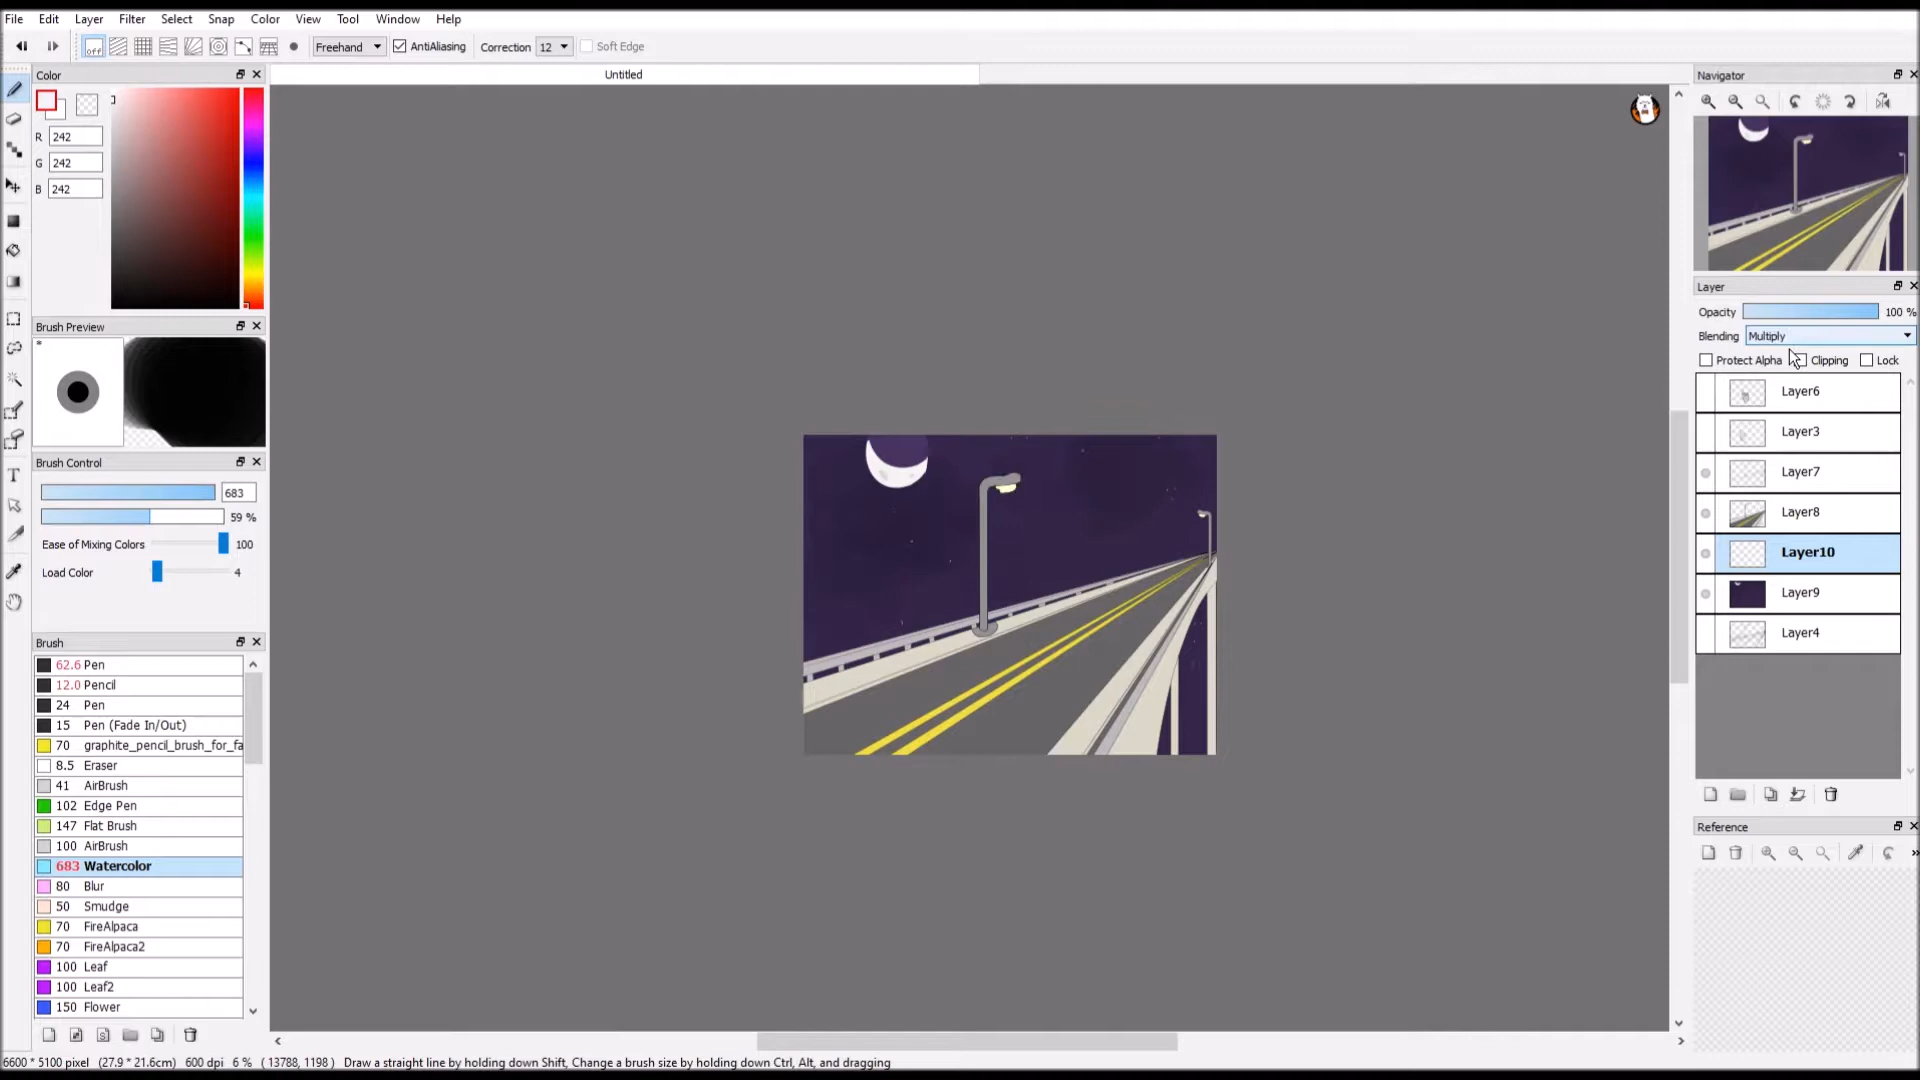 File Edit Layer Filter Select Snap Color View Tool Window Help
off Freehand AntiAliasing Correction 12 Soft Edge
Color
R 242
G 242
B 242
Brush Preview
*
Brush Control
683
59 %
Ease of Mixing Colors 100
Load Color 4
Brush
62.6 Pen
12.0 Pencil
24 Pen
15 Pen (Fade In/Out)
70 graphite_pencil_brush_for_fa
8.5 Eraser
41 AirBrush
102 Edge Pen
147 Flat Brush
100 AirBrush
683 Watercolor
80 Blur
50 Smudge
70 FireAlpaca
70 FireAlpaca2
100 Leaf
100 Leaf2
150 Flower
Untitled
Navigator
Layer
Opacity 100 %
Blending Multiply
Protect Alpha Clipping Lock
Layer6
Layer3
Layer7
Layer8
Layer10
Layer9
Layer4
Reference
6600 * 5100 pixel (27.9 * 21.6cm) 600 dpi 6 % ( 13788, 1198 ) Draw a straight line by holding down Shift, Change a brush size by holding down Ctrl, Alt, and dragging